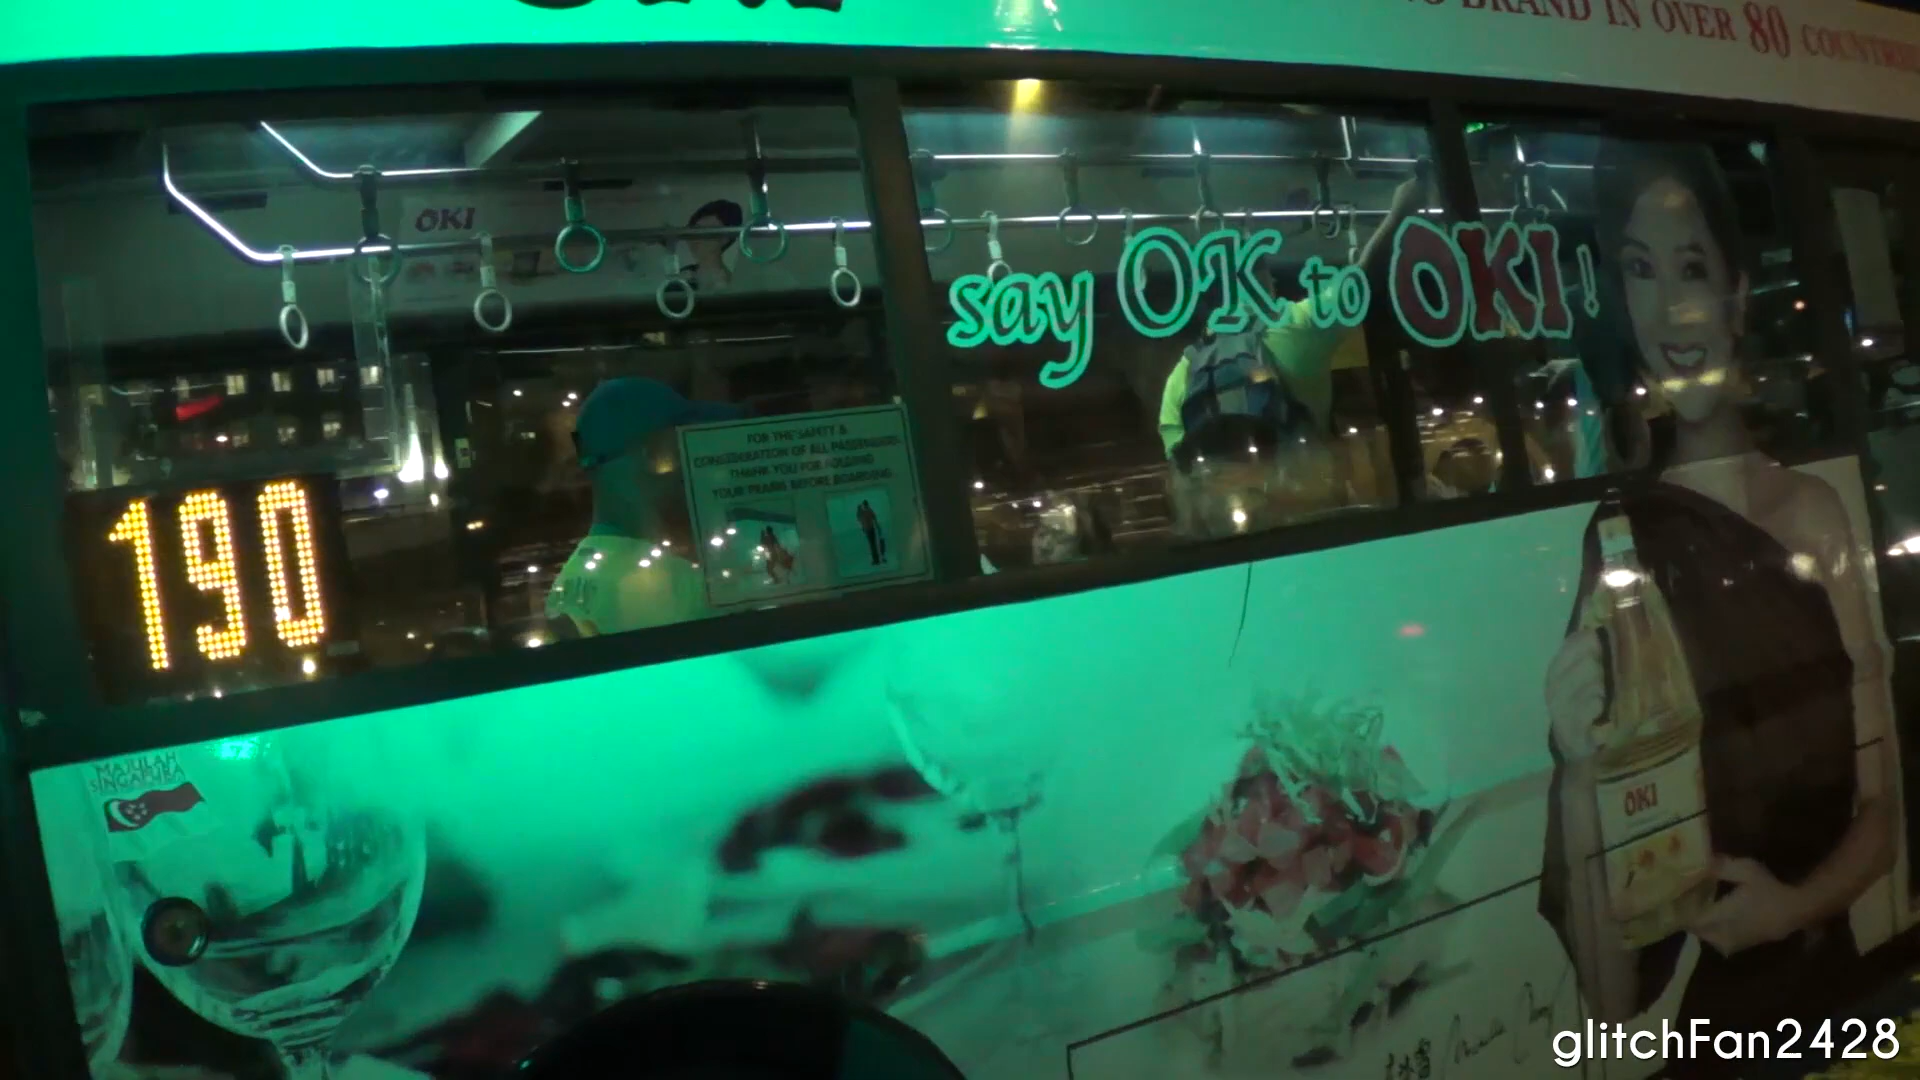 BRAND IN OVER 80 COUNTRIES
OKI
say OK to OKI!
FOR THE SAFETY &
CONSIDERATION OF ALL PASSENGERS
THANK YOU FOR FOLDING
YOUR PRAMS BEFORE BOARDING
190
MAJULAH
SINGAPURA
OKI
glitchFan2428